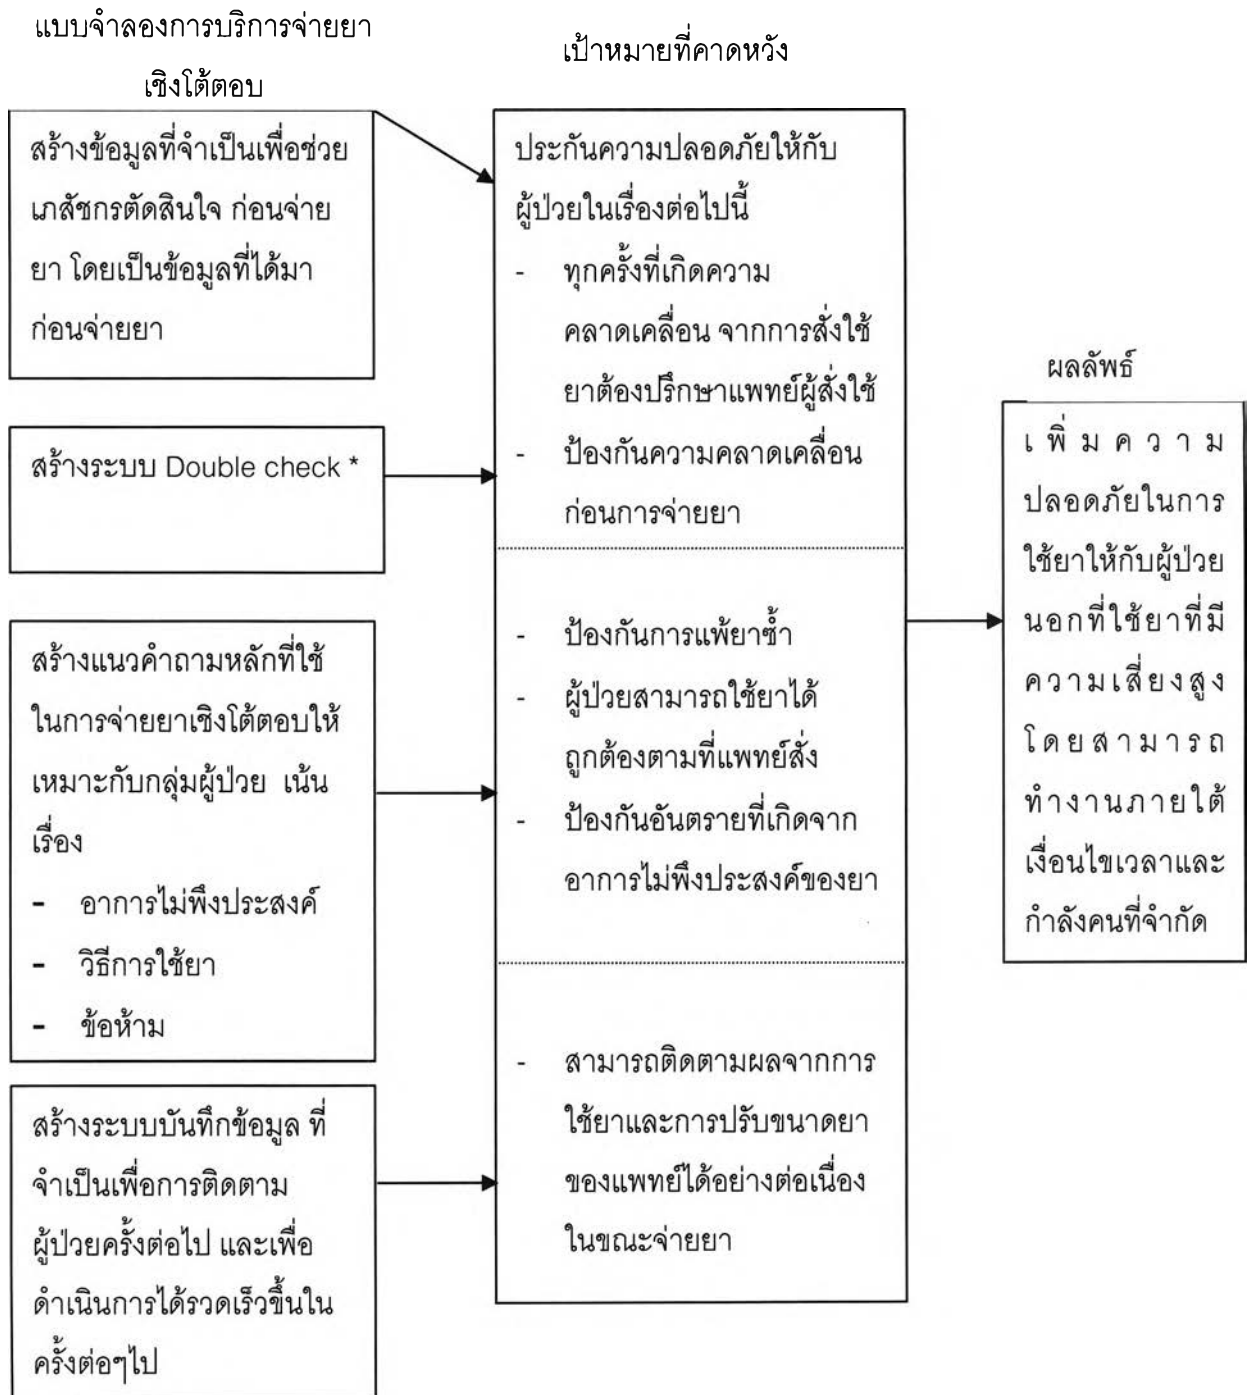 แบบจำลองการบริการจ่ายยา
เชิงโต้ตอบ
สร้างข้อมูลที่จำเป็นเพื่อช่วย
เภสัชกรตัดสินใจ ก่อนจ่าย
ยา โดยเป็นข้อมูลที่ได้มา
ก่อนจ่ายยา
สร้างระบบ Double check *
สร้างแนวคำถามหลักที่ใช้
ในการจ่ายยาเชิงโต้ตอบให้
เหมาะกับกลุ่มผู้ป่วย เน้น
เรื่อง
- อาการไม่พึงประสงค์
- วิธีการใช้ยา
- ข้อห้าม
สร้างระบบบันทึกข้อมูล ที่
จำเป็นเพื่อการติดตาม
ผู้ป่วยครั้งต่อไป และเพื่อ
ดำเนินการได้รวดเร็วขึ้นใน
ครั้งต่อๆไป
เป้าหมายที่คาดหวัง
ประกันความปลอดภัยให้กับ
ผู้ป่วยในเรื่องต่อไปนี้
- ทุกครั้งที่เกิดความ
คลาดเคลื่อน จากการสั่งใช้
ยาต้องปรึกษาแพทย์ผู้สั่งใช้
- ป้องกันความคลาดเคลื่อน
ก่อนการจ่ายยา
- ป้องกันการแพ้ยาซ้ำ
- ผู้ป่วยสามารถใช้ยาได้
ถูกต้องตามที่แพทย์สั่ง
- ป้องกันอันตรายที่เกิดจาก
อาการไม่พึงประสงค์ของยา
- สามารถติดตามผลจากการ
ใช้ยาและการปรับขนาดยา
ของแพทย์ได้อย่างต่อเนื่อง
ในขณะจ่ายยา
ผลลัพธ์
เพิ่มความ
ปลอดภัยในการ
ใช้ยาให้กับผู้ป่วย
นอกที่ใช้ยาที่มี
ความเสี่ยงสูง
โดยสามารถ
ทำงานภายใต้
เงื่อนไขเวลาและ
กำลังคนที่จำกัด